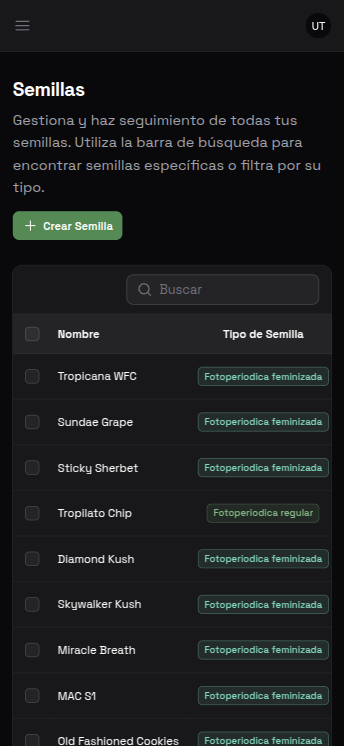 UT
Semillas
Gestiona y haz seguimiento de todas tus
semillas. Utiliza la barra de búsqueda para
encontrar semillas específicas o filtra por su
tipo.
Crear Semilla
Buscar
Nombre Tipo de Semilla
Tropicana WFC Fotoperiodica feminizada
Sundae Grape Fotoperiodica feminizada
Sticky Sherbet Fotoperiodica feminizada
Tropilato Chip Fotoperiodica regular
Diamond Kush Fotoperiodica feminizada
Skywalker Kush Fotoperiodica feminizada
Miracle Breath Fotoperiodica feminizada
MAC S1 Fotoperiodica feminizada
Old Fashioned Cookies Fotoperiodica feminizada